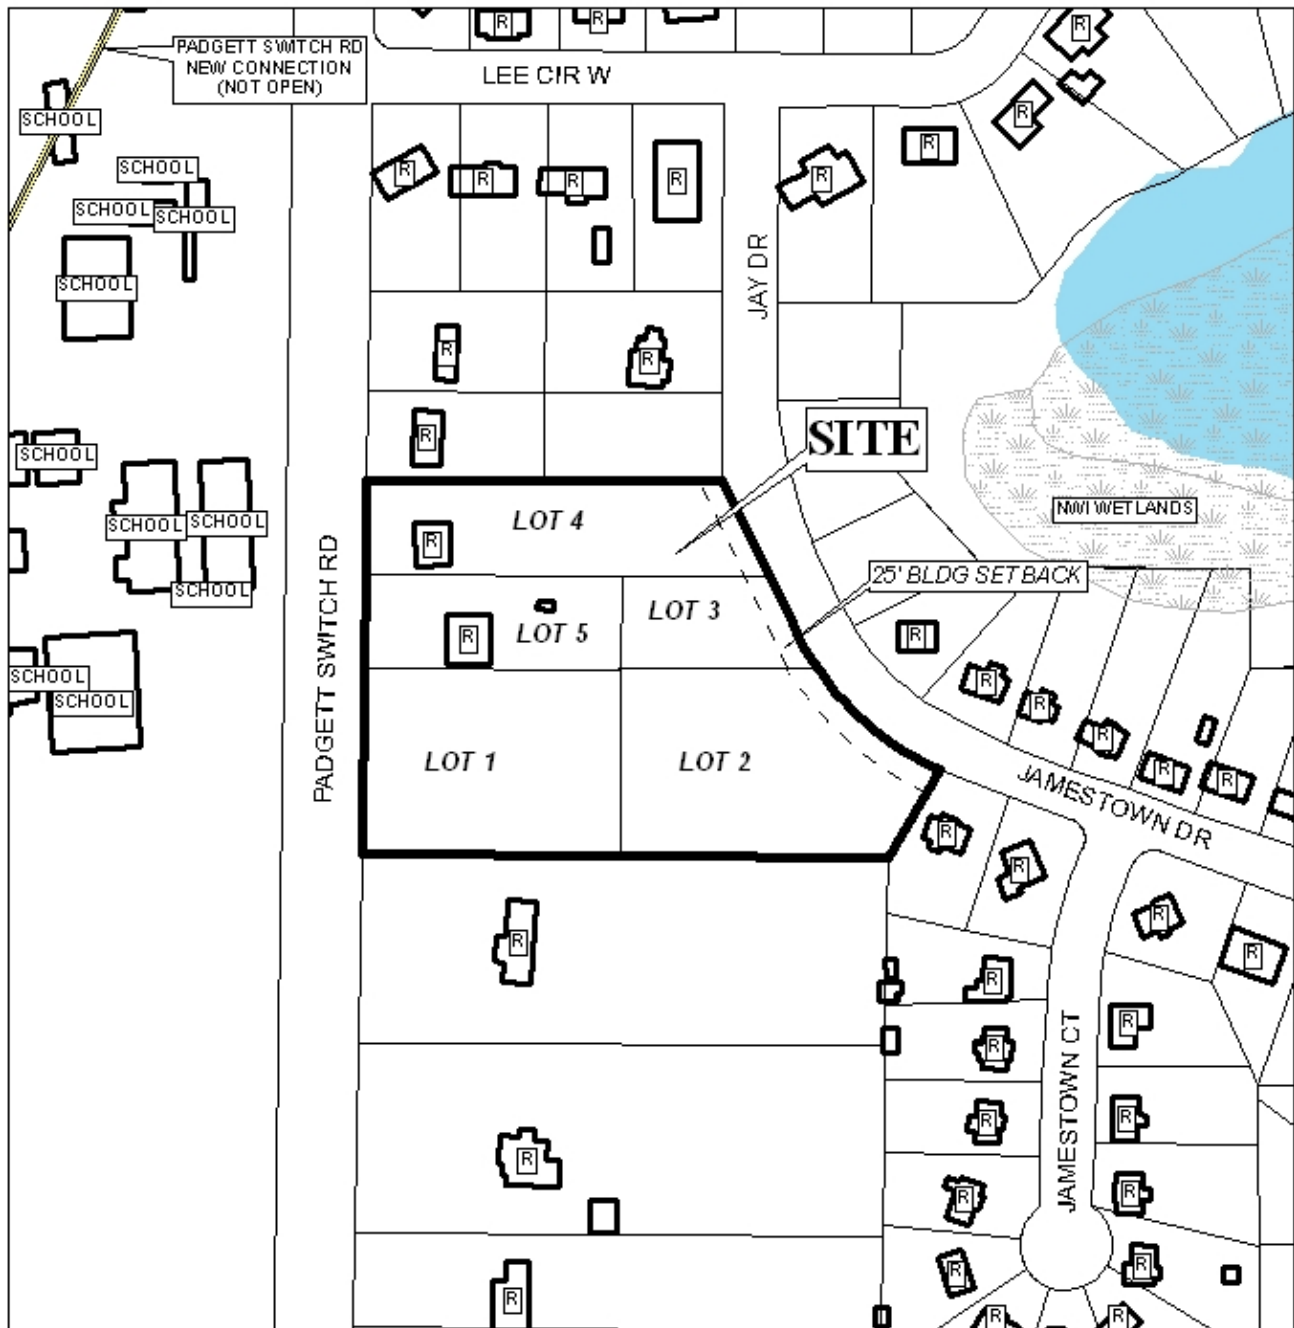 R
R
PADGETT SWITCH RD
NEW CONNECTION
(NOT OPEN)
LEE CIR W
R
R
SCHOOL
R
R
SCHOOL
R
R
R
R
R
SCHOOL
SCHOOL
JAY DR
SCHOOL
R
R
SITE
R
SCHOOL
NWI WETLANDS
LOT 4
SCHOOL
SCHOOL
R
PADGETT SWITCH RD
25' BLDG SETBACK
SCHOOL
LOT 3
LOT 5
R
R
SCHOOL
SCHOOL
R
R
R
LOT 1
LOT 2
R
R
JAMESTOWN DR
R
R
R
R
R
R
JAMESTOWN CT
R
R
R
R
R
R
R
R
R
R
R
R
R